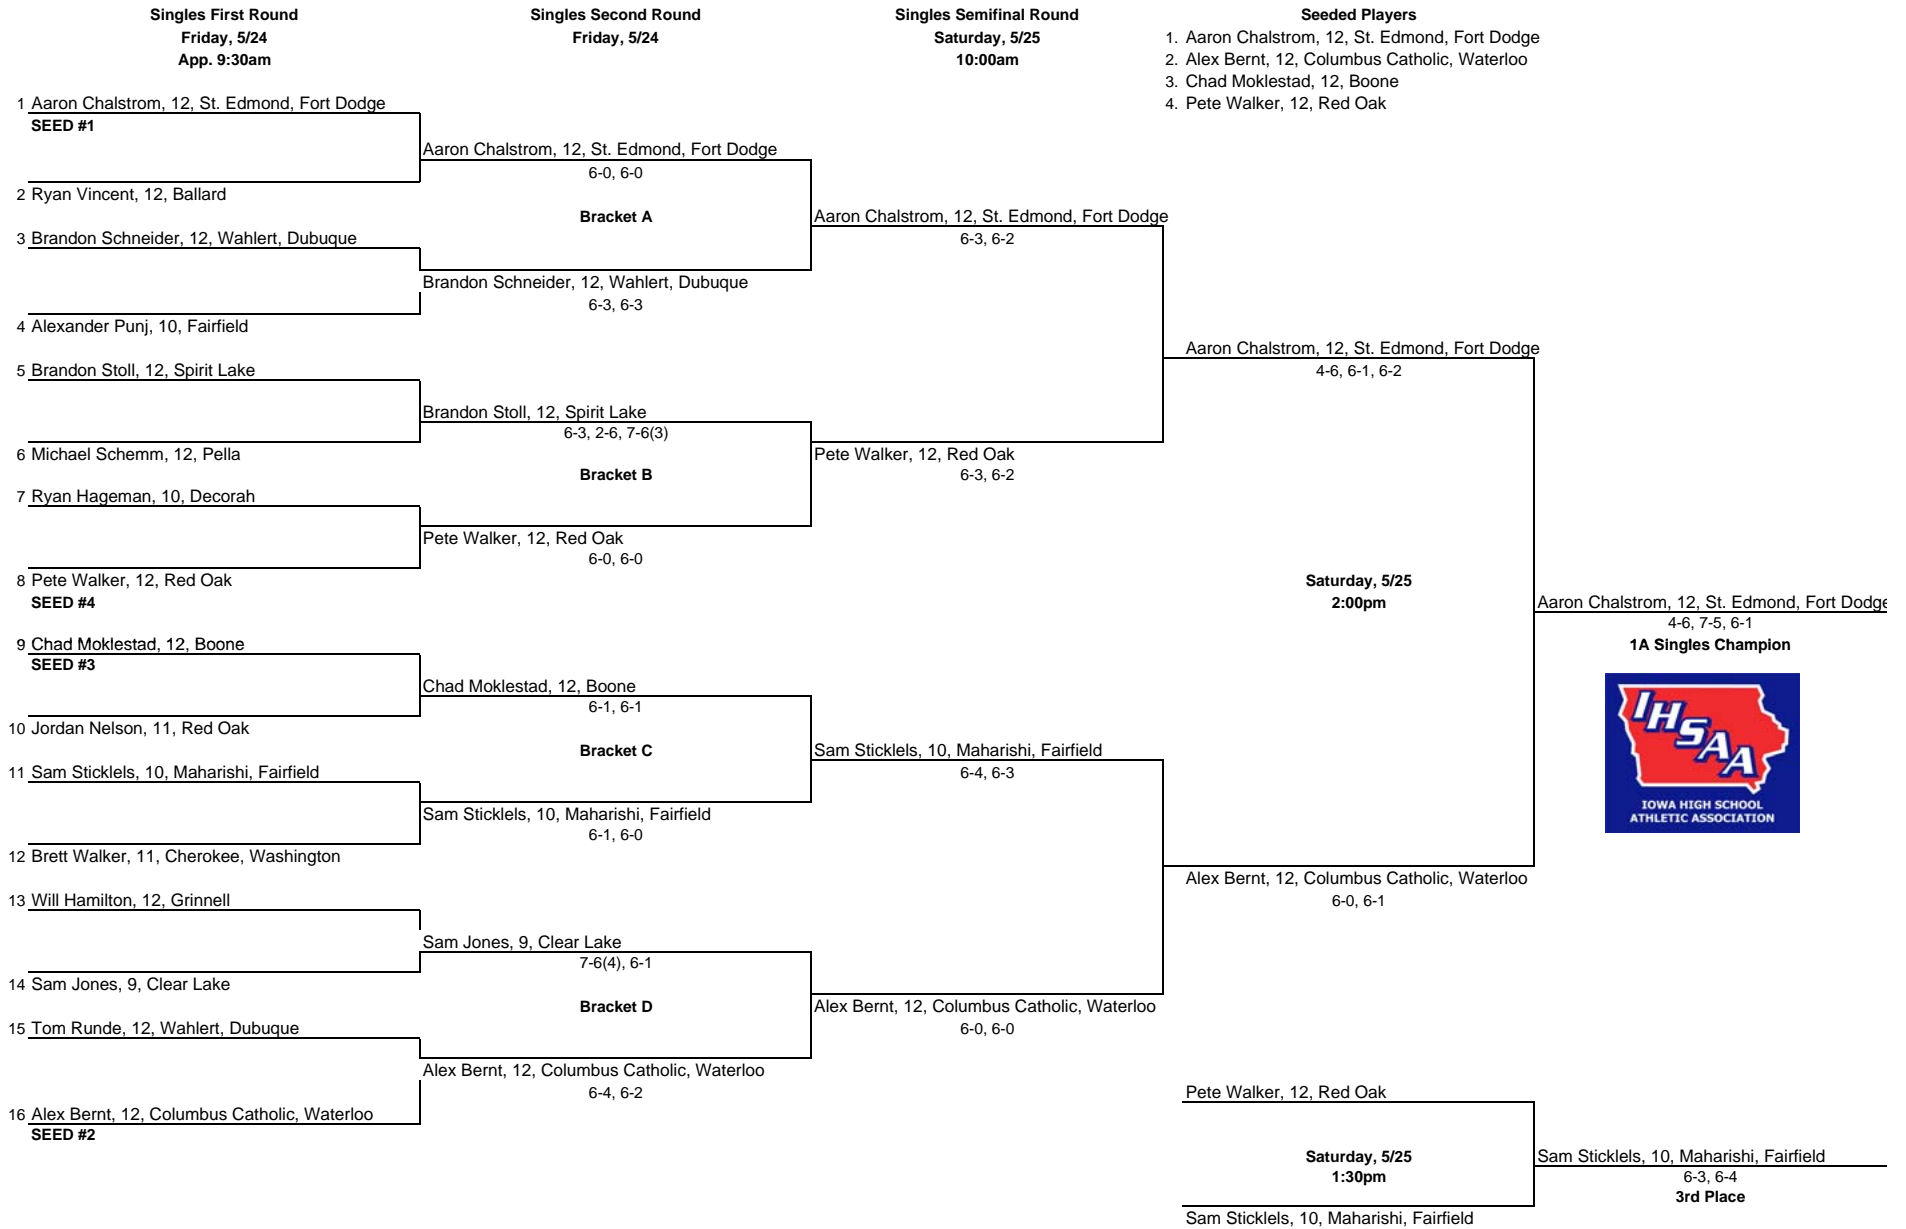 Singles First Round
Friday, 5/24
App. 9:30am
Singles Second Round
Friday, 5/24
Singles Semifinal Round
Saturday, 5/25
10:00am
Seeded Players
1. Aaron Chalstrom, 12, St. Edmond, Fort Dodge
2. Alex Bernt, 12, Columbus Catholic, Waterloo
3. Chad Moklestad, 12, Boone
4. Pete Walker, 12, Red Oak
1 Aaron Chalstrom, 12, St. Edmond, Fort Dodge
SEED #1
2 Ryan Vincent, 12, Ballard
3 Brandon Schneider, 12, Wahlert, Dubuque
4 Alexander Punj, 10, Fairfield
5 Brandon Stoll, 12, Spirit Lake
6 Michael Schemm, 12, Pella
7 Ryan Hageman, 10, Decorah
8 Pete Walker, 12, Red Oak
SEED #4
9 Chad Moklestad, 12, Boone
SEED #3
10 Jordan Nelson, 11, Red Oak
11 Sam Sticklels, 10, Maharishi, Fairfield
12 Brett Walker, 11, Cherokee, Washington
13 Will Hamilton, 12, Grinnell
14 Sam Jones, 9, Clear Lake
15 Tom Runde, 12, Wahlert, Dubuque
16 Alex Bernt, 12, Columbus Catholic, Waterloo
SEED #2
Aaron Chalstrom, 12, St. Edmond, Fort Dodge
6-0, 6-0
Bracket A
Brandon Schneider, 12, Wahlert, Dubuque
6-3, 6-3
Brandon Stoll, 12, Spirit Lake
6-3, 2-6, 7-6(3)
Bracket B
Pete Walker, 12, Red Oak
6-0, 6-0
Chad Moklestad, 12, Boone
6-1, 6-1
Bracket C
Sam Sticklels, 10, Maharishi, Fairfield
6-1, 6-0
Sam Jones, 9, Clear Lake
7-6(4), 6-1
Bracket D
Alex Bernt, 12, Columbus Catholic, Waterloo
6-4, 6-2
Aaron Chalstrom, 12, St. Edmond, Fort Dodge
6-3, 6-2
Pete Walker, 12, Red Oak
6-3, 6-2
Sam Sticklels, 10, Maharishi, Fairfield
6-4, 6-3
Alex Bernt, 12, Columbus Catholic, Waterloo
6-0, 6-0
Aaron Chalstrom, 12, St. Edmond, Fort Dodge
4-6, 6-1, 6-2
Saturday, 5/25
2:00pm
Alex Bernt, 12, Columbus Catholic, Waterloo
6-0, 6-1
Aaron Chalstrom, 12, St. Edmond, Fort Dodge
4-6, 7-5, 6-1
1A Singles Champion
IHSAA
IOWA HIGH SCHOOL
ATHLETIC ASSOCIATION
Pete Walker, 12, Red Oak
Saturday, 5/25
1:30pm
Sam Sticklels, 10, Maharishi, Fairfield
Sam Sticklels, 10, Maharishi, Fairfield
6-3, 6-4
3rd Place